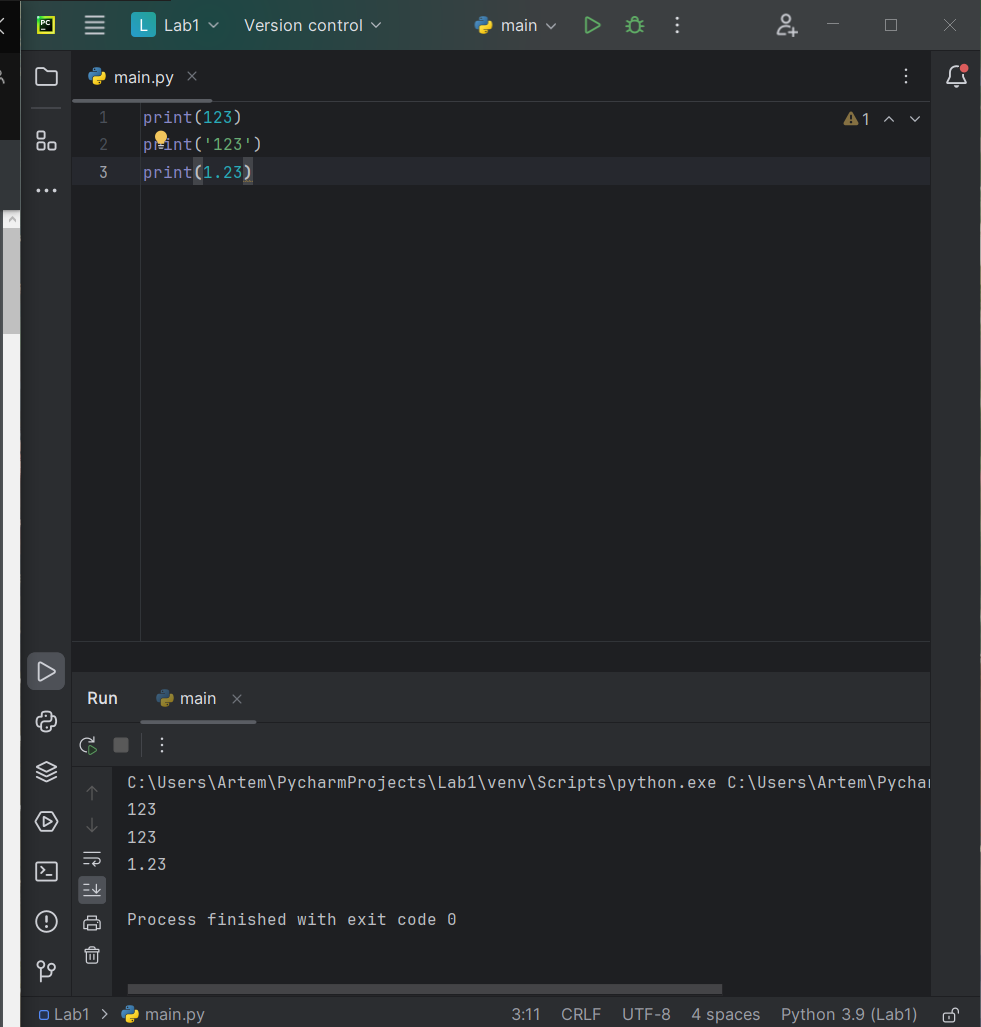 PC L Lab1 Version control main
main.py
1 print(123) 1
2 print('123')
3 print(1.23)
Run main
C:\Users\Artem\PycharmProjects\Lab1\venv\Scripts\python.exe C:\Users\Artem\Pychar
123
123
1.23
Process finished with exit code 0
Lab1 > main.py 3:11 CRLF UTF-8 4 spaces Python 3.9 (Lab1)